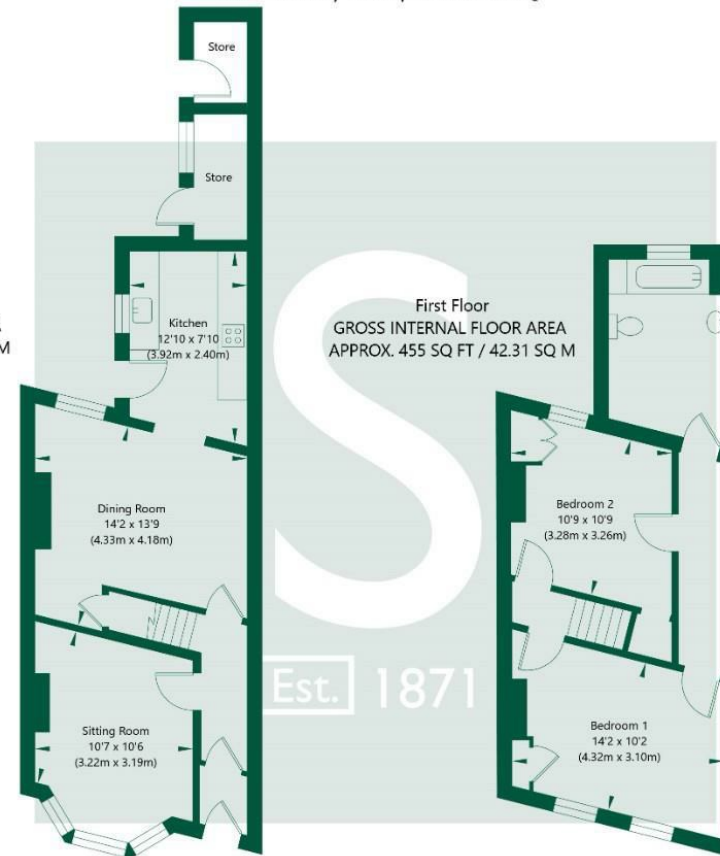 Store
Store
Kitchen
12'10 x 7'10
(3.92m x 2.40m)
M
First Floor
GROSS INTERNAL FLOOR AREA
APPROX. 455 SQ FT / 42.31 SQ M
Dining Room
14'2 x 13'9
(4.33m x 4.18m)
Bedroom 2
10'9 x 10'9
(3.28m x 3.26m)
S
Est. 1871
Sitting Room
10'7 x 10'6
(3.22m x 3.19m)
Bedroom 1
14'2 x 10'2
(4.32m x 3.10m)